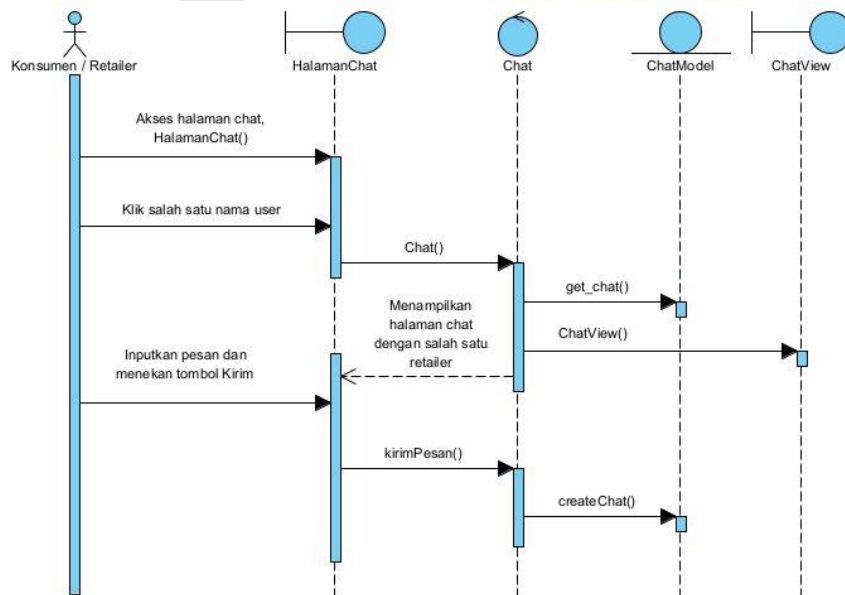 Konsumen / Retailer
HalamanChat
Chat
ChatModel
ChatView
Akses halaman chat,
HalamanChat()
Klik salah satu nama user
Chat()
get_chat()
Menampilkan
halaman chat
dengan salah satu
retailer
ChatView()
Inputkan pesan dan
menekan tombol Kirim
kirimPesan()
createChat()